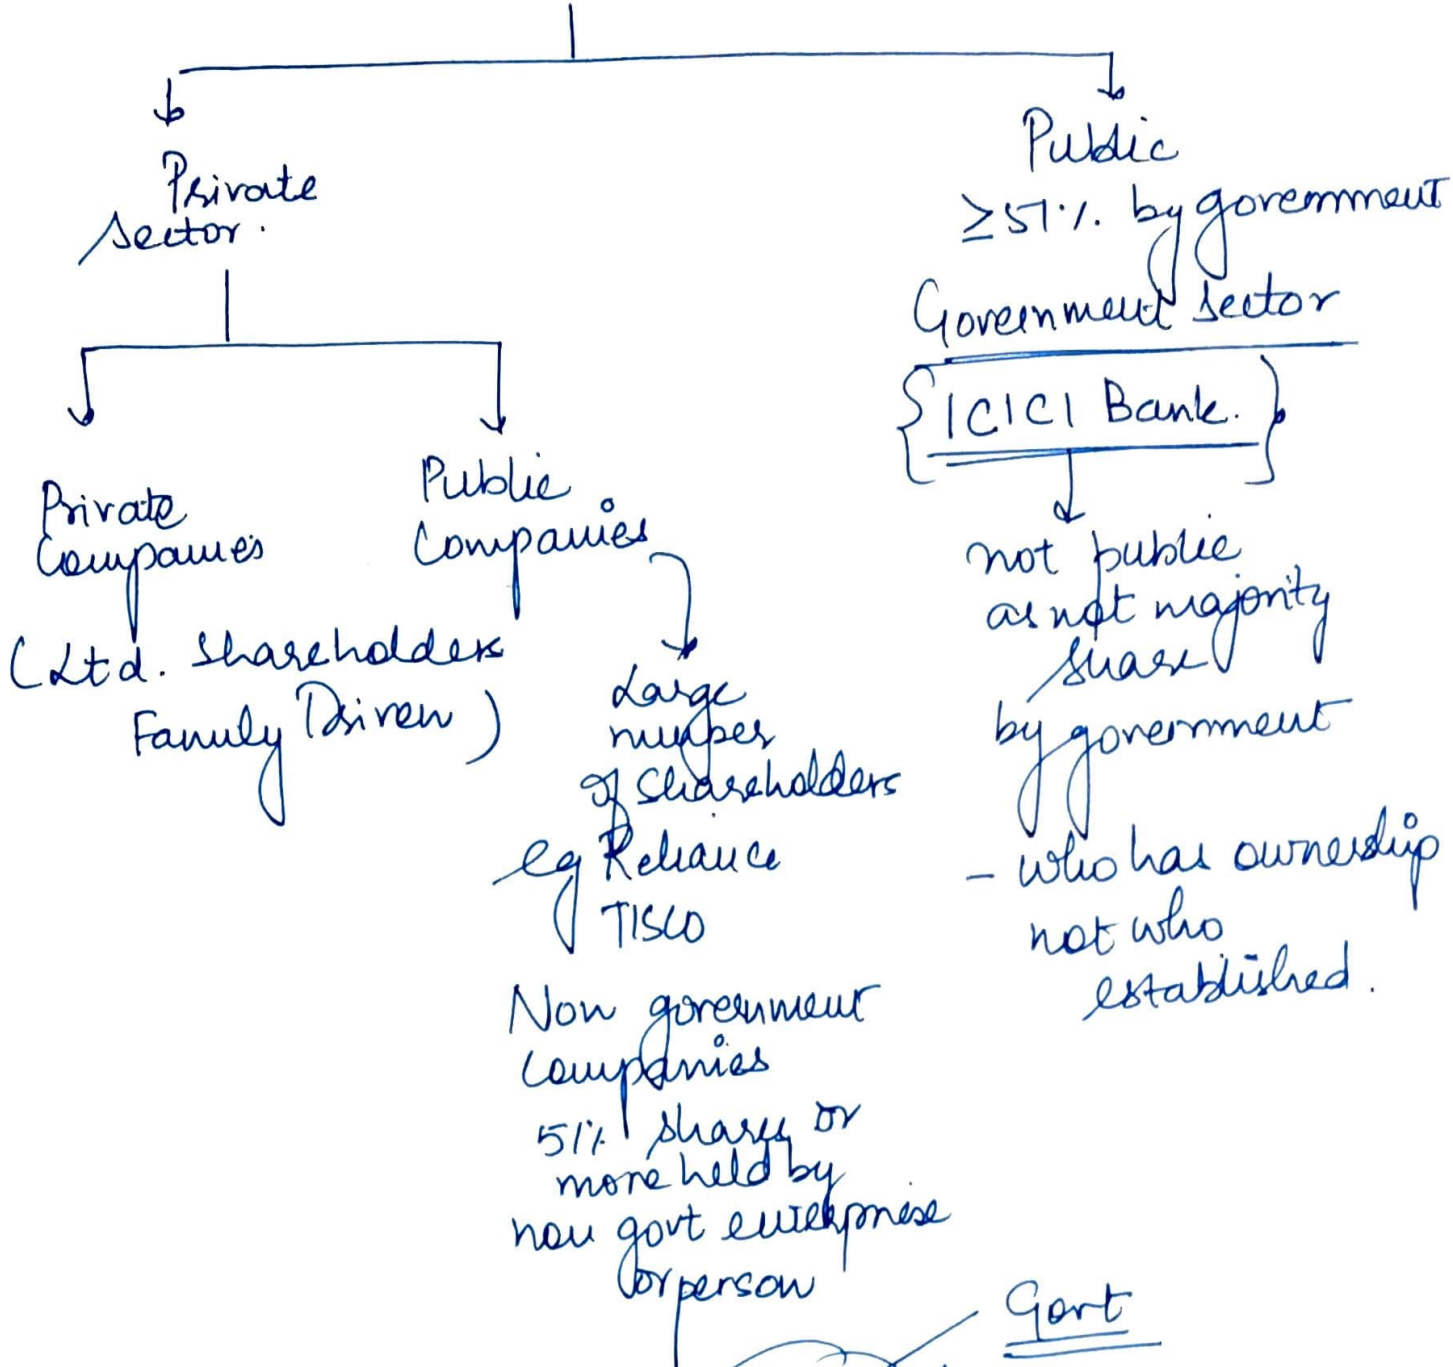 Private
sector.
Private
Companies
(Ltd. Shareholders
Family Driven)
Public
Companies
Large
number
of Shareholders
eg Reliance
TISCO
Non government
Companies
51% shares or
more held by
non govt enterprise
or person
Public
≥51% by government
Government sector
{ICICI Bank.}
not public
as not majority
share
by government
- who has ownership
not who
established.
Govt